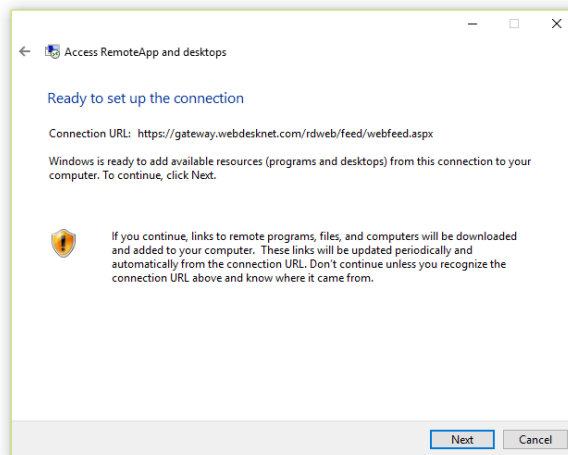 Access RemoteApp and desktops
Ready to set up the connection
Connection URL: https://gateway.webdesknet.com/rdweb/feed/webfeed.aspx
Windows is ready to add available resources (programs and desktops) from this connection to your
computer. To continue, click Next.
If you continue, links to remote programs, files, and computers will be downloaded
and added to your computer. These links will be updated periodically and
automatically from the connection URL. Don't continue unless you recognize the
connection URL above and know where it came from.
Next Cancel